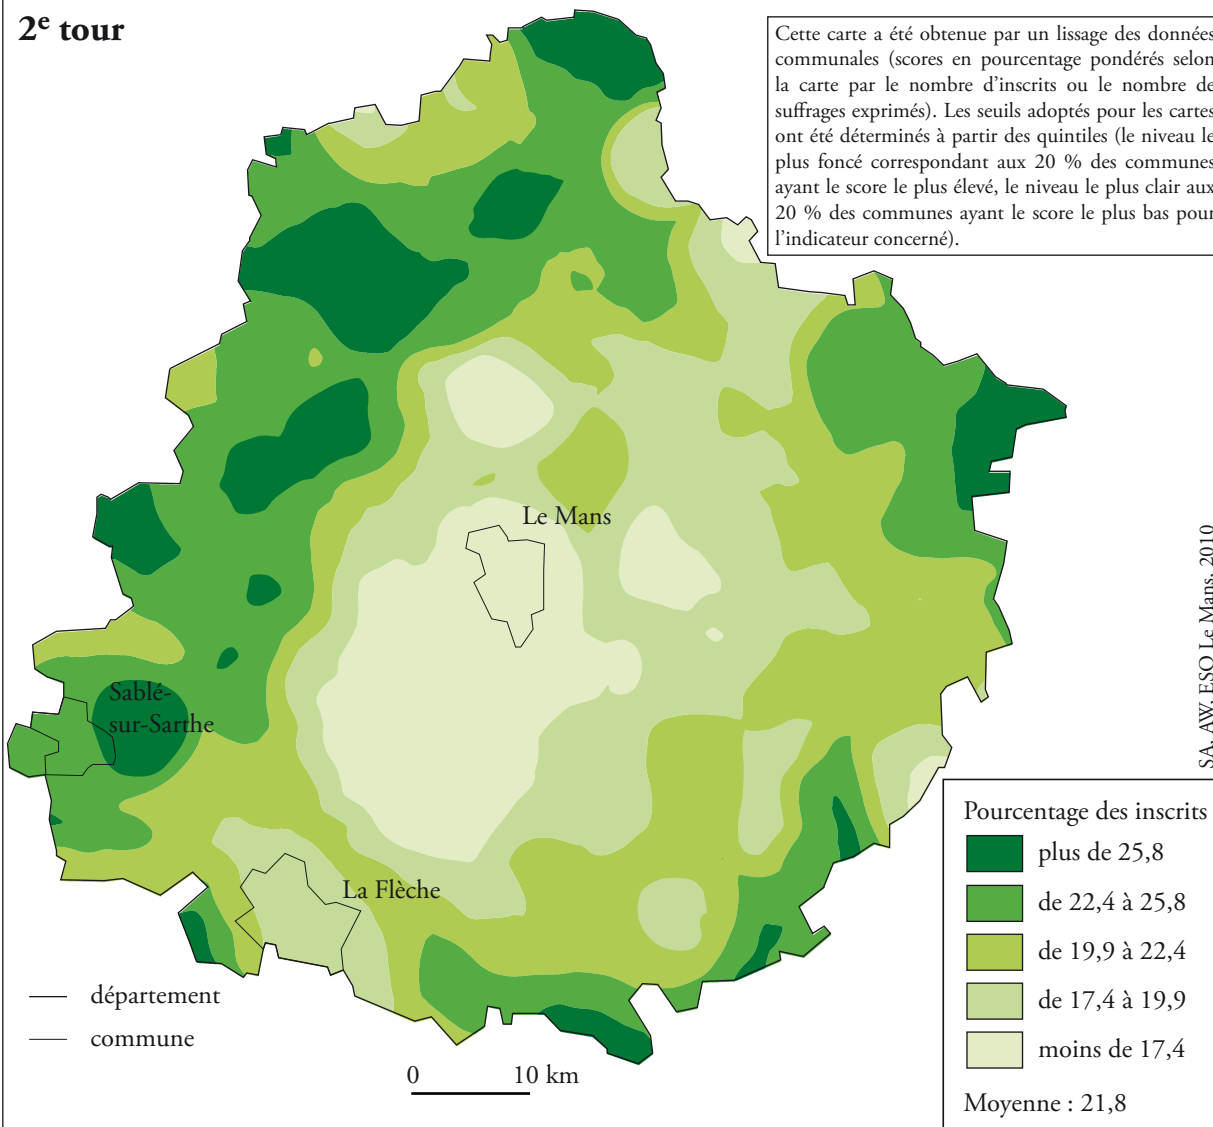 2e tour
Cette carte a été obtenue par un lissage des données
communales (scores en pourcentage pondérés selon
la carte par le nombre d'inscrits ou le nombre de
suffrages exprimés). Les seuils adoptés pour les cartes
ont été déterminés à partir des quintiles (le niveau le
plus foncé correspondant aux 20 % des communes
ayant le score le plus élevé, le niveau le plus clair aux
20 % des communes ayant le score le plus bas pour
l'indicateur concerné).
Le Mans
Sablé-
sur-Sarthe
La Flèche
SA, AW, ESO Le Mans, 2010
département
commune
0 10 km
Pourcentage des inscrits
plus de 25,8
de 22,4 à 25,8
de 19,9 à 22,4
de 17,4 à 19,9
moins de 17,4
Moyenne : 21,8